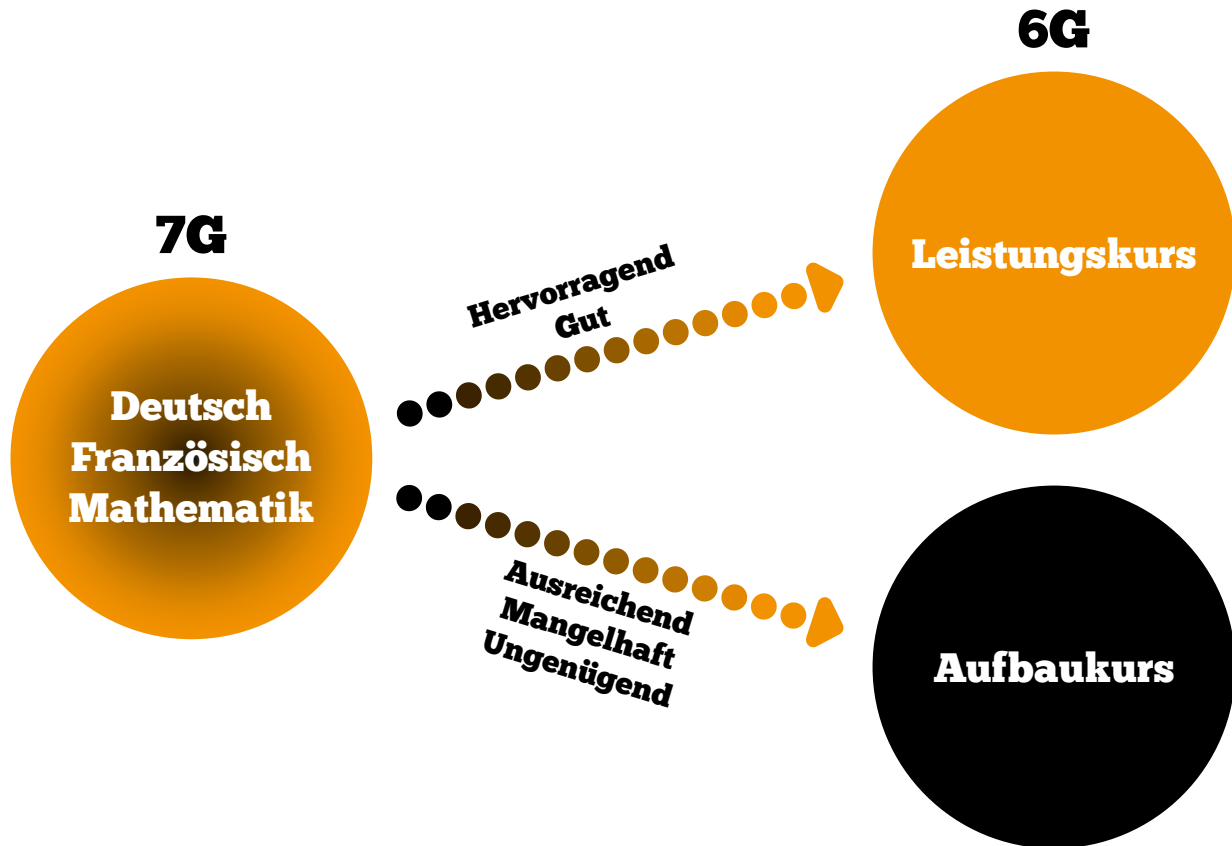 7G
Deutsch
Französisch
Mathematik
Hervorragend
Gut
Ausreichend
Mangelhaft
Ungenügend
6G
Leistungskurs
Aufbaukurs